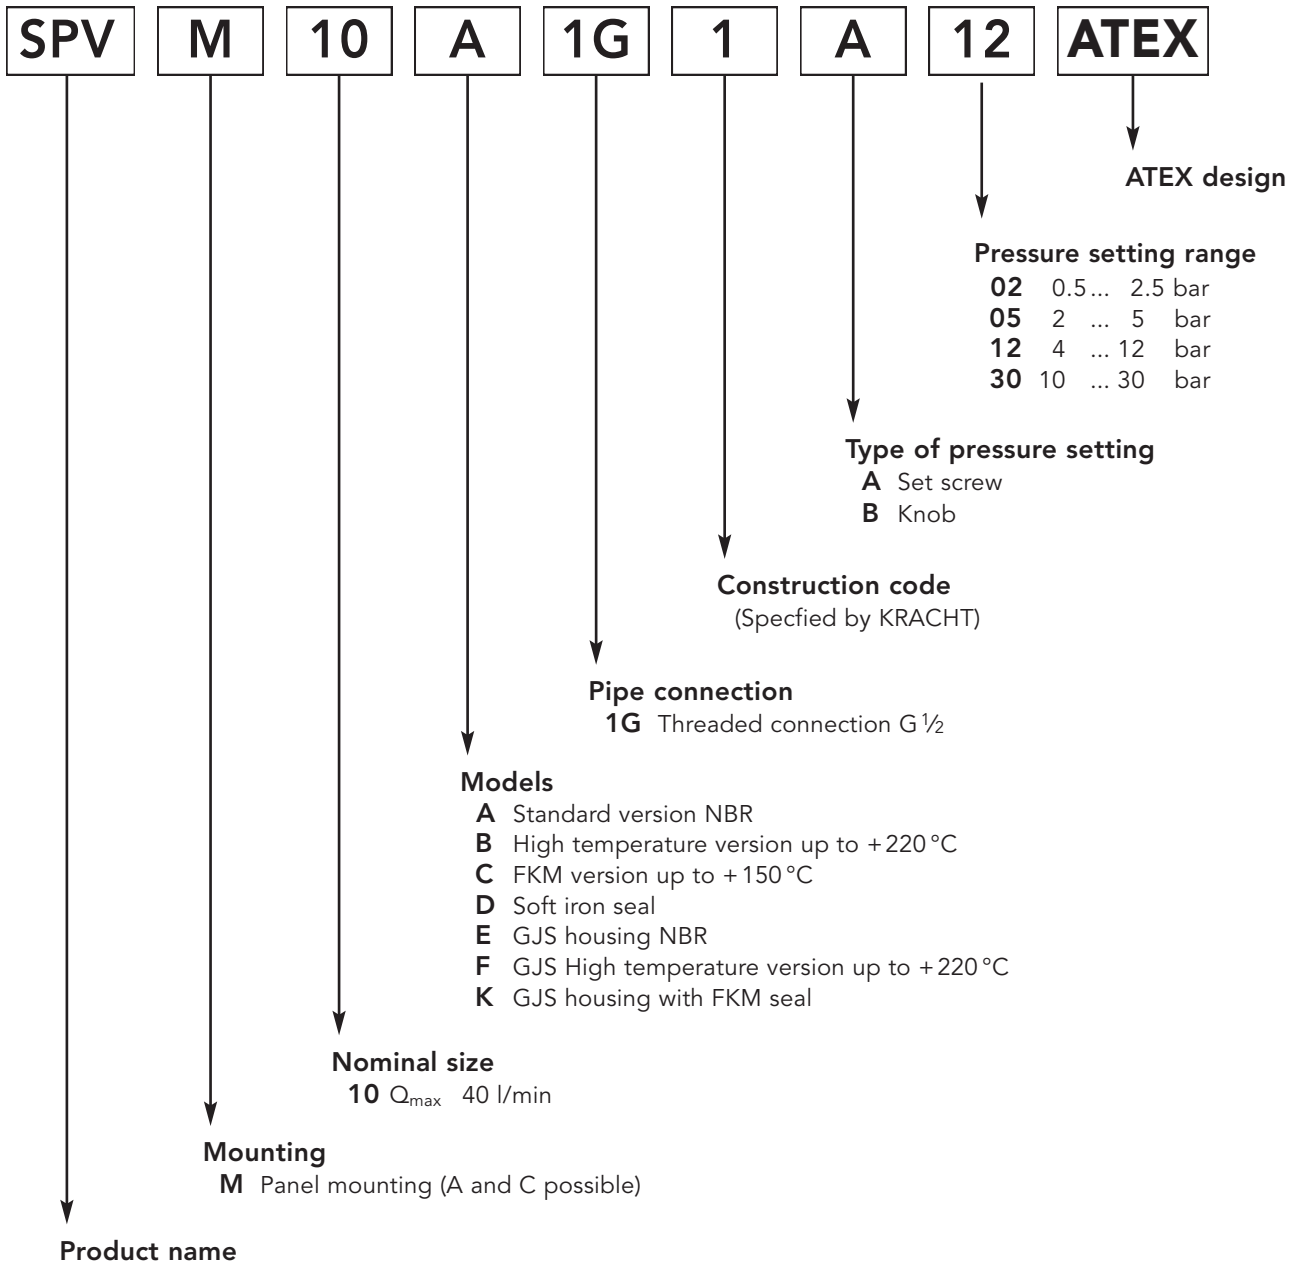 SPV M 10 A 1G 1 A 12 ATEX
ATEX design
Pressure setting range
02 0.5 ... 2.5 bar
05 2 ... 5 bar
12 4 ... 12 bar
30 10 ... 30 bar
Type of pressure setting
A Set screw
B Knob
Construction code
(Specfied by KRACHT)
Pipe connection
1G Threaded connection G ½
Models
A Standard version NBR
B High temperature version up to +220 °C
C FKM version up to +150 °C
D Soft iron seal
E GJS housing NBR
F GJS High temperature version up to +220 °C
K GJS housing with FKM seal
Nominal size
10 Qmax 40 l/min
Mounting
M Panel mounting (A and C possible)
Product name